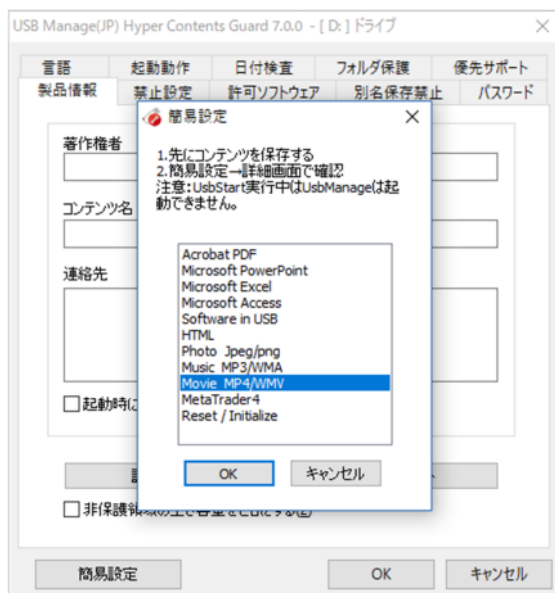 USB Manage(JP) Hyper Contents Guard 7.0.0 - [ D: ] ドライブ
言語 起動動作 日付検査 フォルダ保護 優先サポート
製品情報 禁止設定 許可ソフトウェア 別名保存禁止 パスワード
簡易設定
著作権者
1.先にコンテンツを保存する
2.簡易設定→詳細画面で確認
注意:UsbStart実行中はUsbManageは起
動できません。
コンテンツ名
連絡先
Acrobat PDF
Microsoft PowerPoint
Microsoft Excel
Microsoft Access
Software in USB
HTML
Photo Jpeg/png
Music MP3/WMA
Movie MP4/WMV
MetaTrader4
Reset / Initialize
起動時に
OK キャンセル
非保護
簡易設定 OK キャンセル